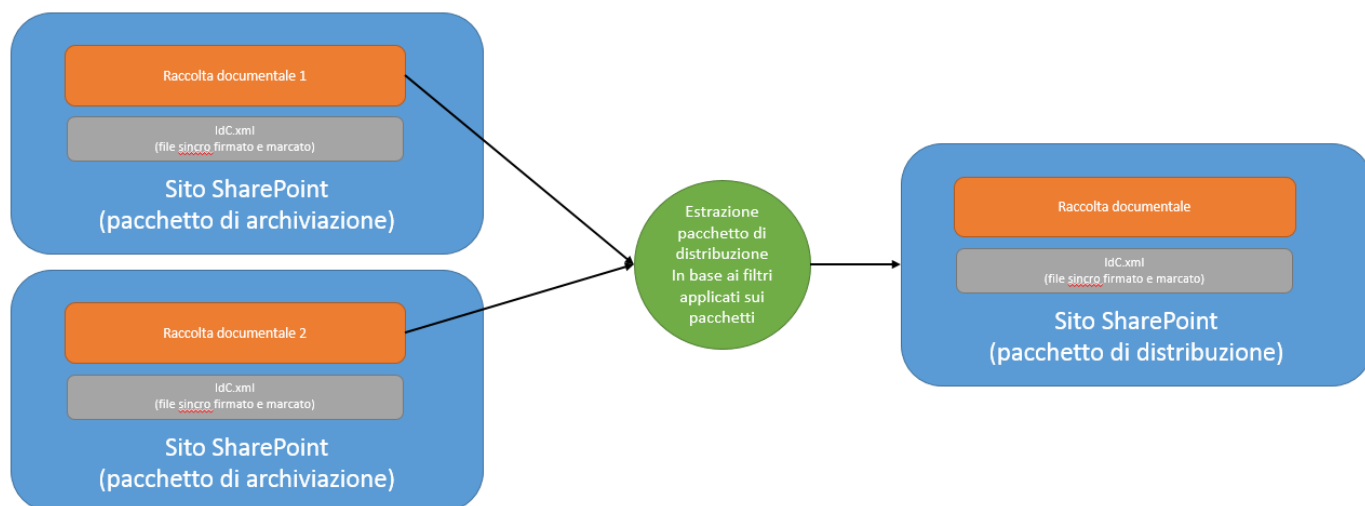 Raccolta documentale 1
IdC.xml
(file sincro firmato e marcato)
Sito SharePoint
(pacchetto di archiviazione)
Raccolta documentale 2
IdC.xml
(file sincro firmato e marcato)
Sito SharePoint
(pacchetto di archiviazione)
Estrazione
pacchetto di
distribuzione
In base ai filtri
applicati sui
pacchetti
Raccolta documentale
IdC.xml
(file sincro firmato e marcato)
Sito SharePoint
(pacchetto di distribuzione)